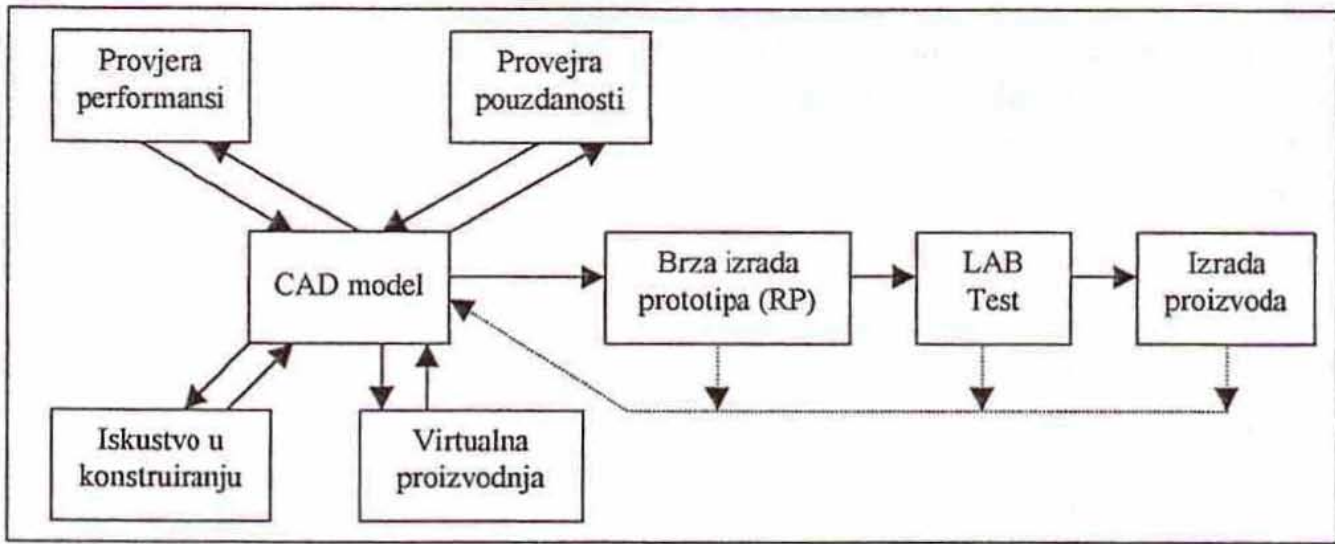 Provjera
performansi
Provejra
pouzdanosti
CAD model
Brza izrada
prototipa (RP)
LAB
Test
Izrada
proizvoda
Iskustvo u
konstruiranju
Virtualna
proizvodnja